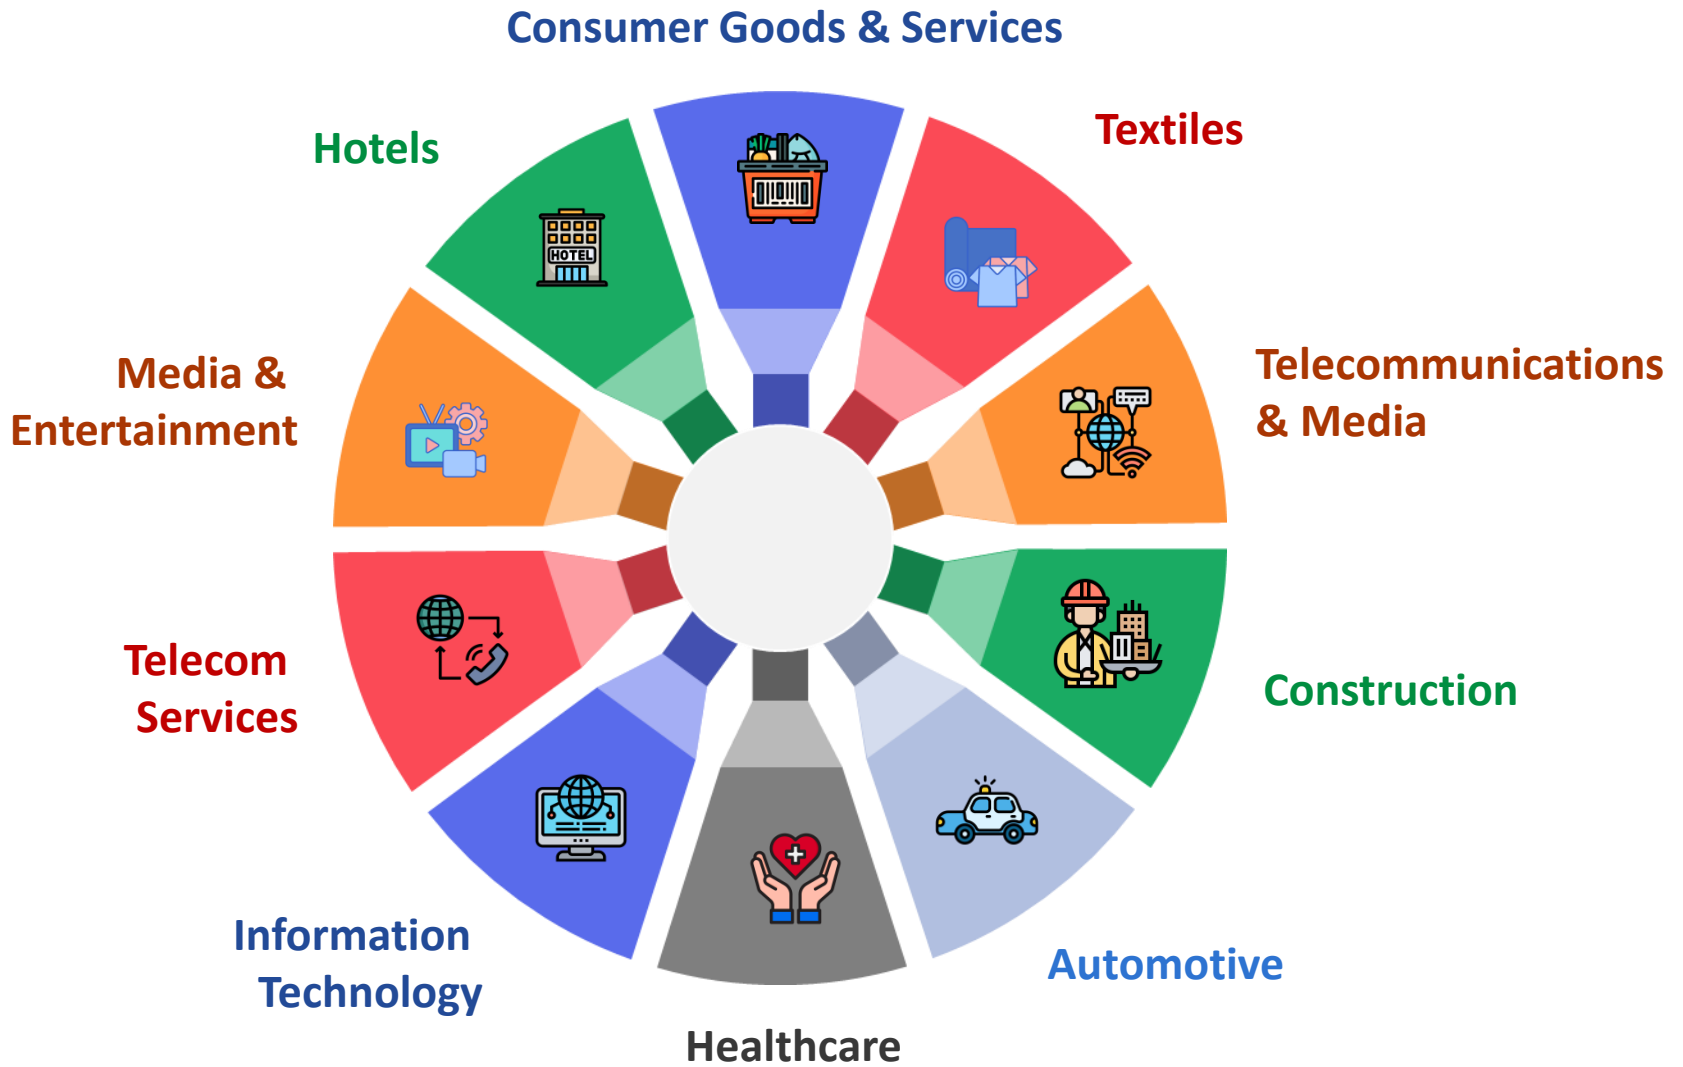 Consumer Goods & Services
Textiles
Hotels
HOTEL
Telecommunications
& Media
Media &
Entertainment
Telecom
Services
Construction
Information
Technology
Automotive
Healthcare